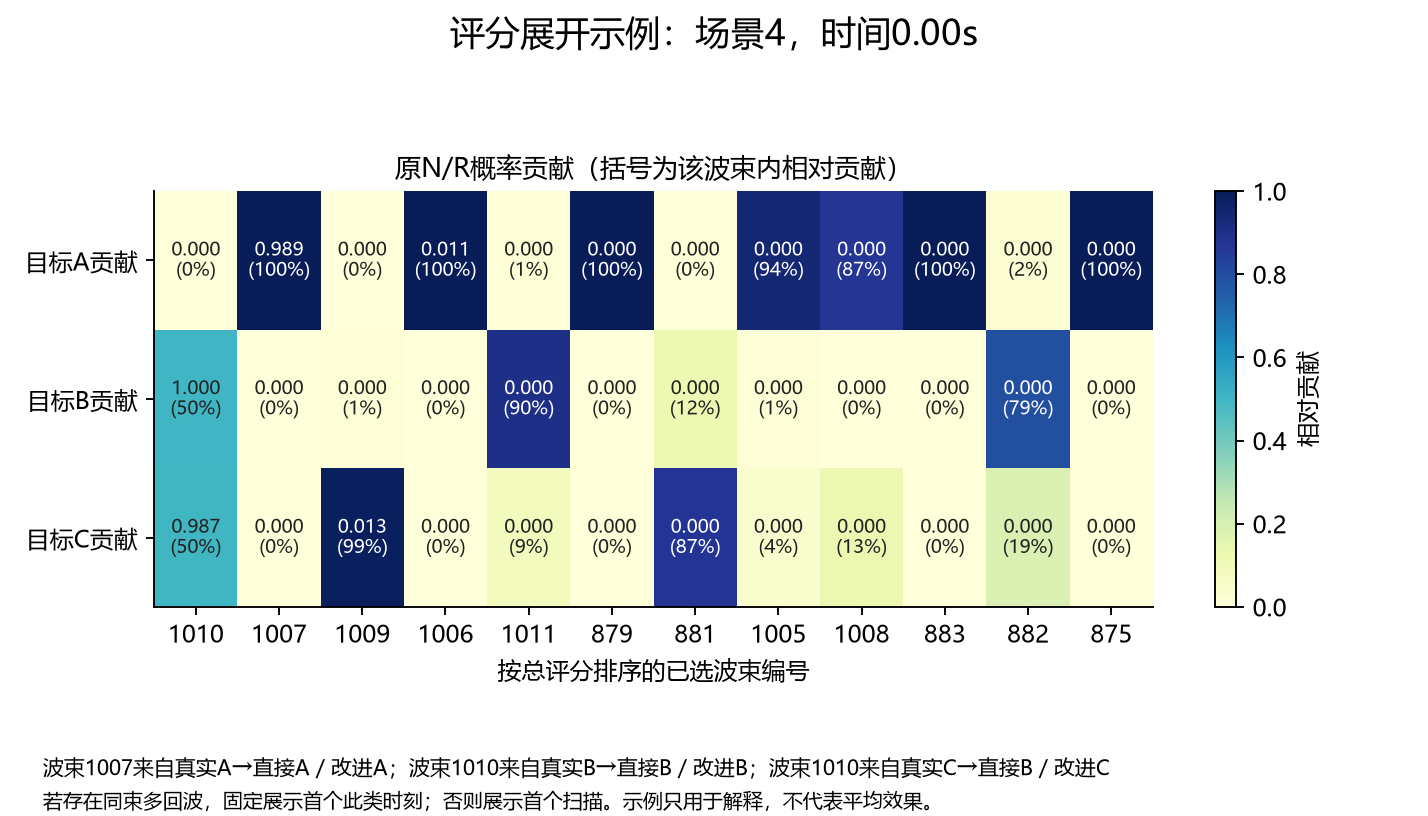 评分展开示例：场景4，时间0.00s
原N/R概率贡献（括号为该波束内相对贡献）
目标A贡献 0.000 0.989 0.000 0.011 0.000 0.000 0.000 0.000 0.000 0.000 0.000 0.000
(0%) (100%) (0%) (100%) (1%) (100%) (0%) (94%) (87%) (100%) (2%) (100%)
目标B贡献 1.000 0.000 0.000 0.000 0.000 0.000 0.000 0.000 0.000 0.000 0.000 0.000
(50%) (0%) (1%) (0%) (90%) (0%) (12%) (1%) (0%) (0%) (79%) (0%)
目标C贡献 0.987 0.000 0.013 0.000 0.000 0.000 0.000 0.000 0.000 0.000 0.000 0.000
(50%) (0%) (99%) (0%) (9%) (0%) (87%) (4%) (13%) (0%) (19%) (0%)
1010 1007 1009 1006 1011 879 881 1005 1008 883 882 875
按总评分排序的已选波束编号
1.0
0.8
0.6
0.4
0.2
0.0
相对贡献
波束1007来自真实A→直接A / 改进A；波束1010来自真实B→直接B / 改进B；波束1010来自真实C→直接B / 改进C
若存在同束多回波，固定展示首个此类时刻；否则展示首个扫描。示例只用于解释，不代表平均效果。